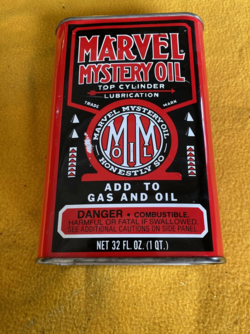 MARVEL
MYSTERY OIL
TOP CYLINDER
LUBRICATION
TRADE MARK
MARVEL MYSTERY OIL
MMO
OIL
HONESTLY SO
ADD TO
GAS AND OIL
DANGER • COMBUSTIBLE.
HARMFUL OR FATAL IF SWALLOWED.
SEE ADDITIONAL CAUTIONS ON SIDE PANEL.
NET 32 FL. OZ. (1 QT.)